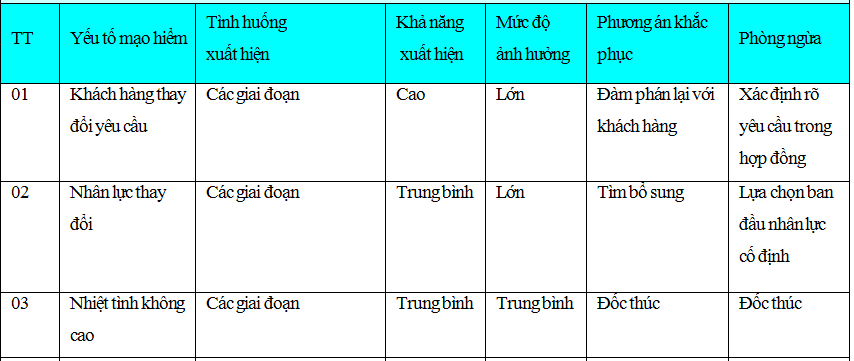 TT
Yếu tố mạo hiểm
Tình huống
xuất hiện
Khả năng
xuất hiện
Mức độ
ảnh hưởng
Phương án khắc
phục
Phòng ngừa
01
Khách hàng thay
đổi yêu cầu
Các giai đoạn
Cao
Lớn
Đàm phán lại với
khách hàng
Xác định rõ
yêu cầu trong
hợp đồng
02
Nhân lực thay
đổi
Các giai đoạn
Trung bình
Lớn
Tìm bổ sung
Lựa chọn ban
đầu nhân lực
cố định
03
Nhiệt tình không
cao
Các giai đoạn
Trung bình
Trung bình
Đốc thúc
Đốc thúc